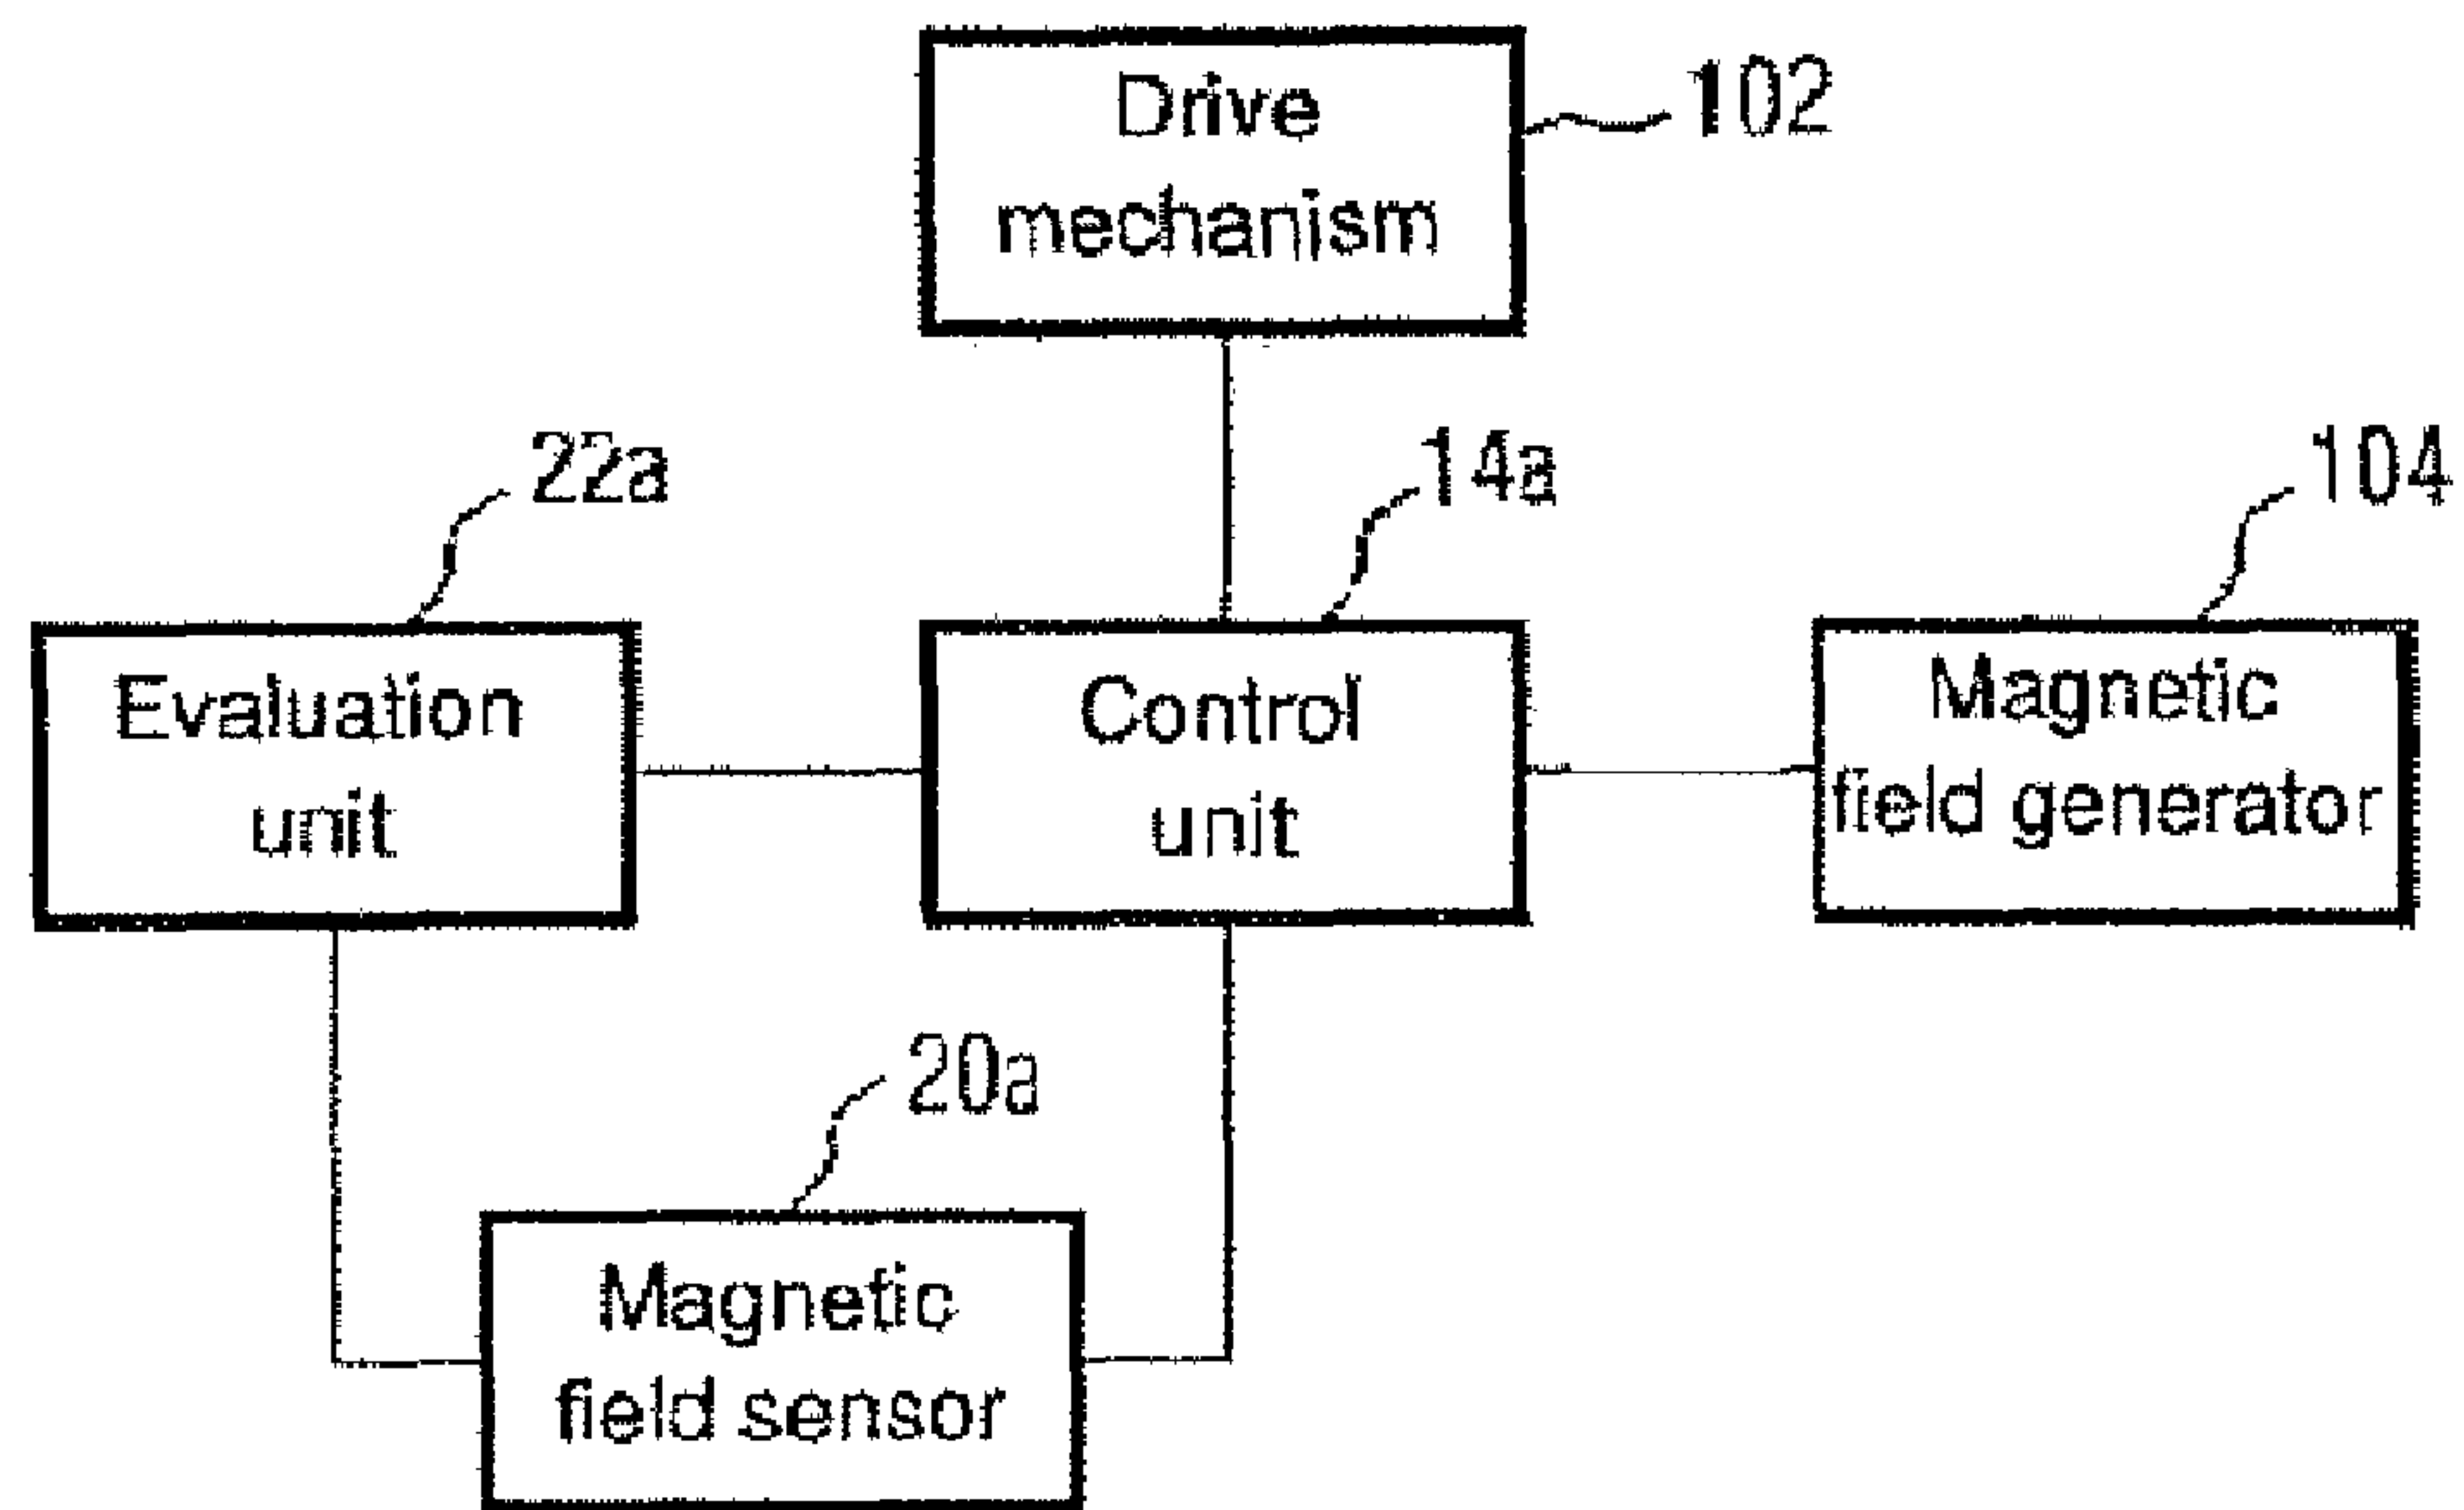 Drive
mechanism
102
22a
14a
104
Evaluation
unit
Control
unit
Magnetic
field generator
20a
Magnetic
field sensor